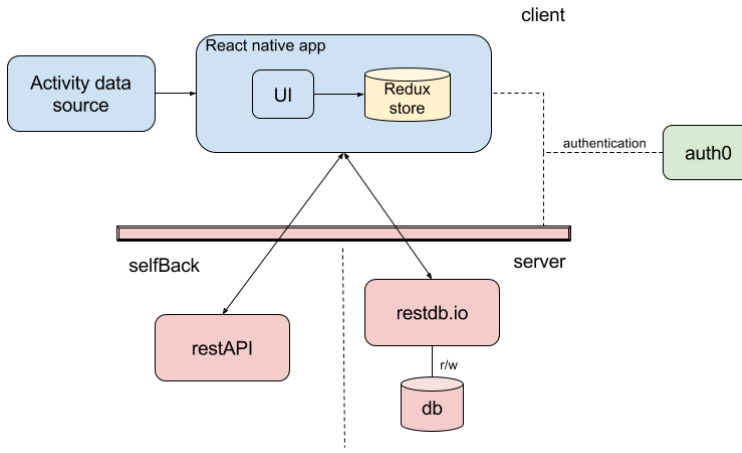 client
React native app
Activity data
source
UI
Redux
store
authentication
auth0
selfBack
server
restAPI
restdb.io
r/w
db